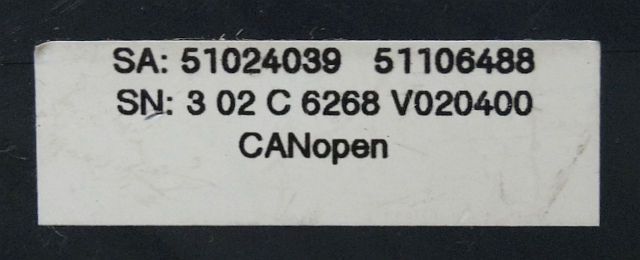 SA: 51024039 51106488
SN: 3 02 C 6268 V020400
CANopen